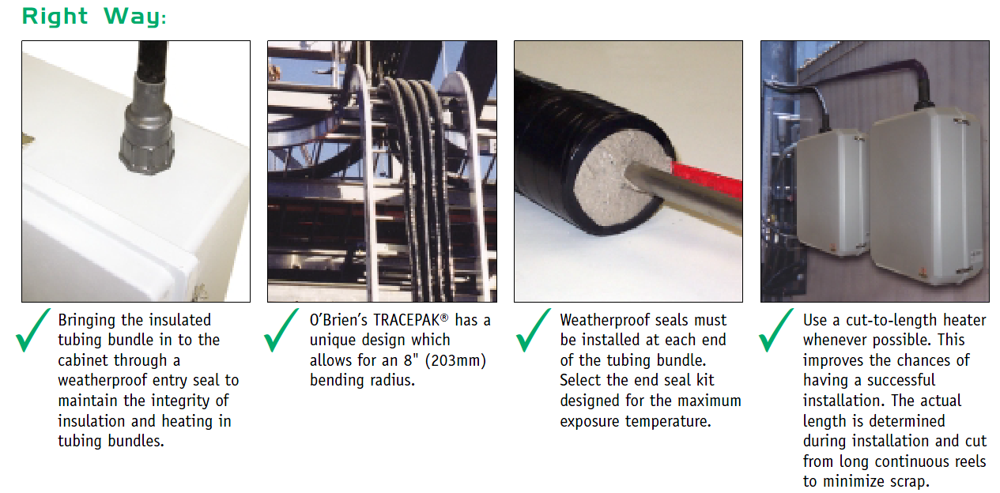 Right Way:
Bringing the insulated
tubing bundle in to the
cabinet through a
weatherproof entry seal to
maintain the integrity of
insulation and heating in
tubing bundles.
O'Brien's TRACEPAK® has a
unique design which
allows for an 8" (203mm)
bending radius.
Weatherproof seals must
be installed at each end
of the tubing bundle.
Select the end seal kit
designed for the maximum
exposure temperature.
Use a cut-to-length heater
whenever possible. This
improves the chances of
having a successful
installation. The actual
length is determined
during installation and cut
from long continuous reels
to minimize scrap.